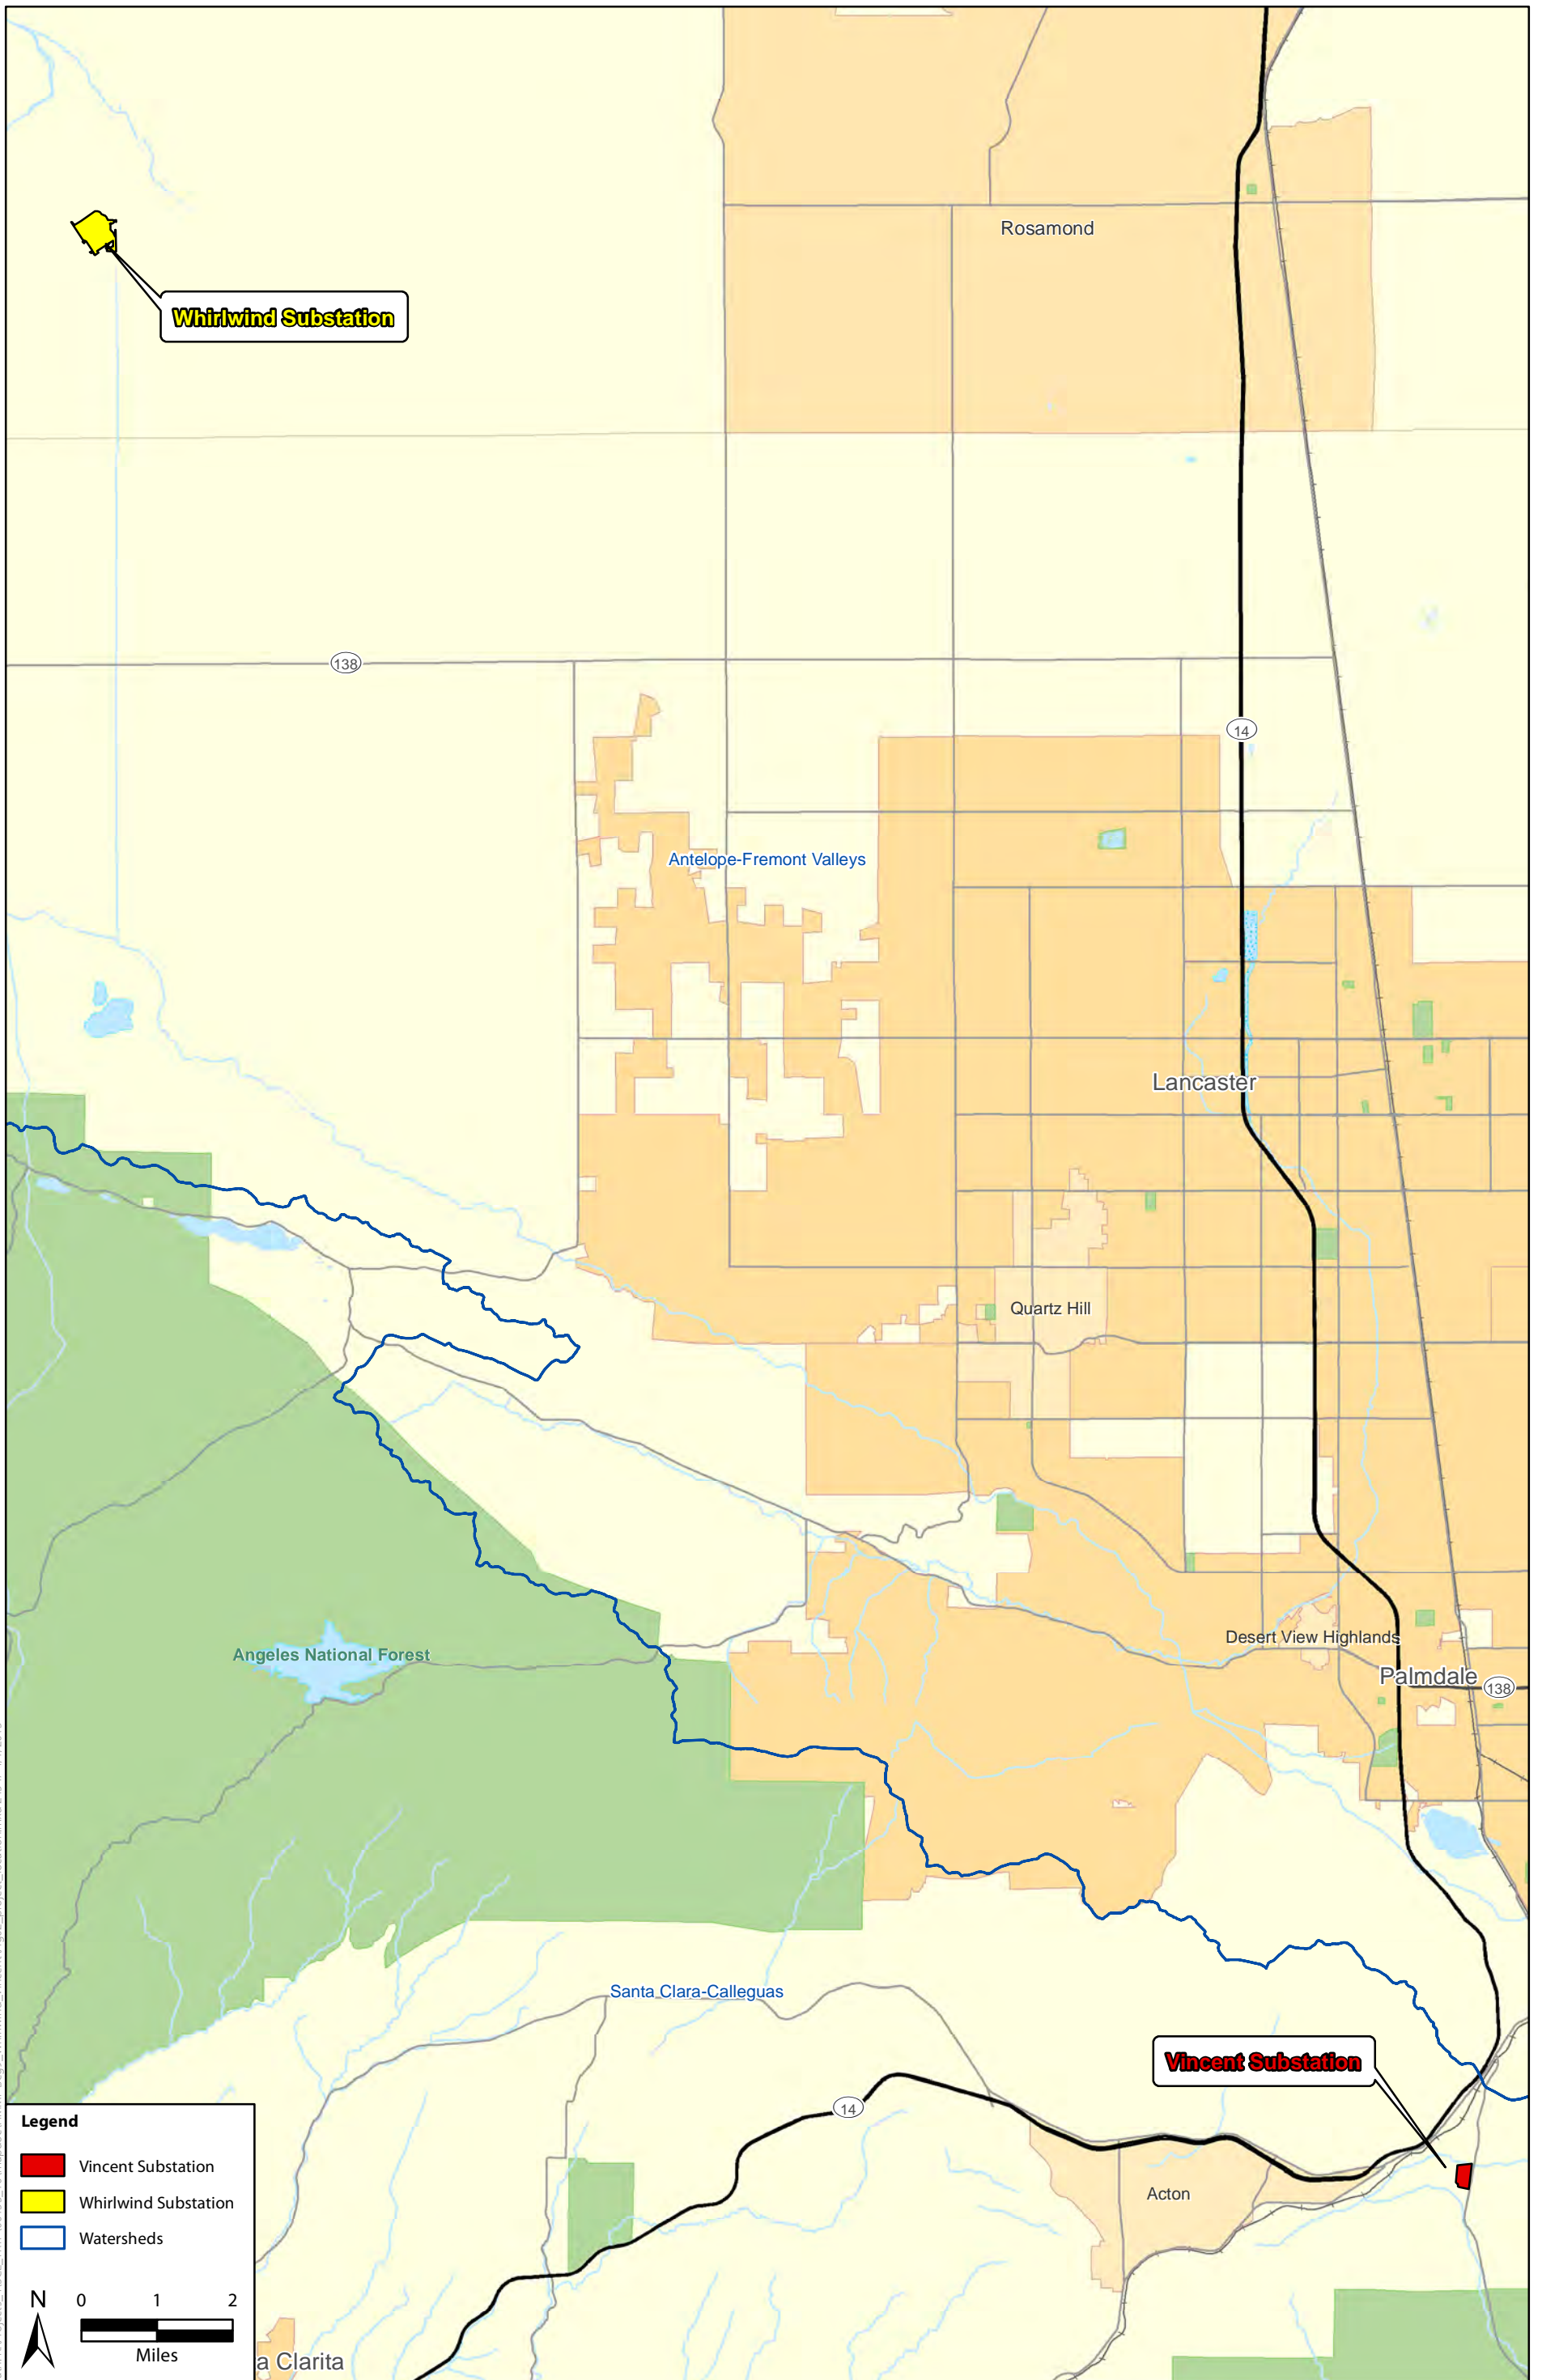 Rosamond
Whirlwind Substation
138
14
Antelope-Fremont Valleys
Lancaster
Quartz Hill
Desert View Highlands
Angeles National Forest
Palmdale
138
Santa Clara-Calleguas
Vincent Substation
14
Acton
Legend
Vincent Substation
Whirlwind Substation
Watersheds
N
0 1 2
Miles
a Clarita